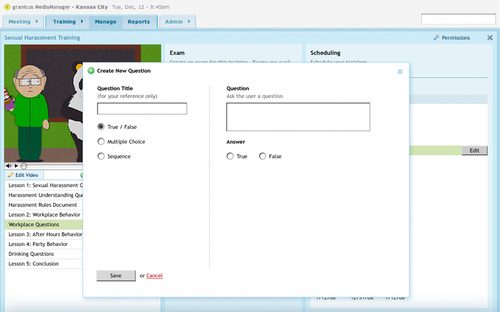 granicus MediaManager - Kansas City Tue, Dec, 12 - 8:45am
Meeting
Training
Manage
Reports
Admin
Sexual Harassment Training
Permissions
Exam
Scheduling
Create New Question
Question Title
(for your reference only)
True / False
Multiple Choice
Sequence
Question
Ask the user a question
Answer
True
False
Save or Cancel
Edit
Edit Video
Lesson 1: Sexual Harassment
Harassment Understanding
Harassment Rules Document
Lesson 2: Workplace Behavior
Workplace Questions
Lesson 3: After Hours Behavior
Lesson 4: Party Behavior
Drinking Questions
Lesson 5: Conclusion